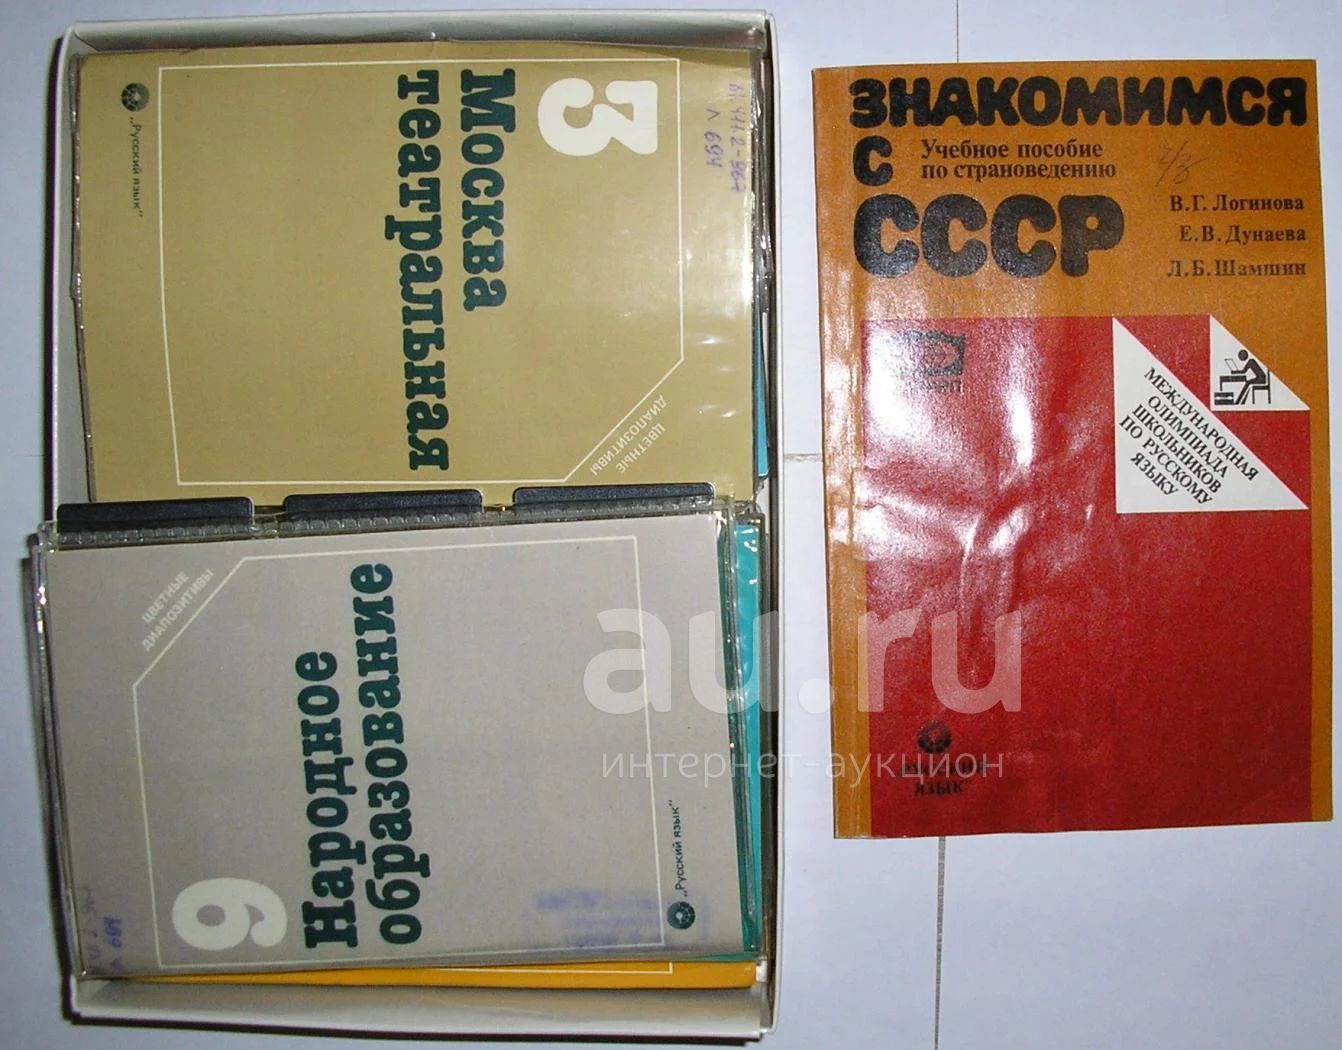 3
Москва
театральная
ЦВЕТНЫЕ
ДИАПОЗИТИВЫ
„Русский язык"
6
Народное
образование
ЦВЕТНЫЕ
ДИАПОЗИТИВЫ
„Русский язык"
ЗНАКОМИМСЯ
С
СССР
Учебное пособие
по страноведению
В.Г. Логинова
Е.В. Дунаева
Л.Б. Шамшин
МЕЖДУНАРОДНАЯ
ОЛИМПИАДА
ШКОЛЬНИКОВ
ПО РУССКОМУ
ЯЗЫКУ
ЯЗЫК"
au.ru
интернет-аукцион